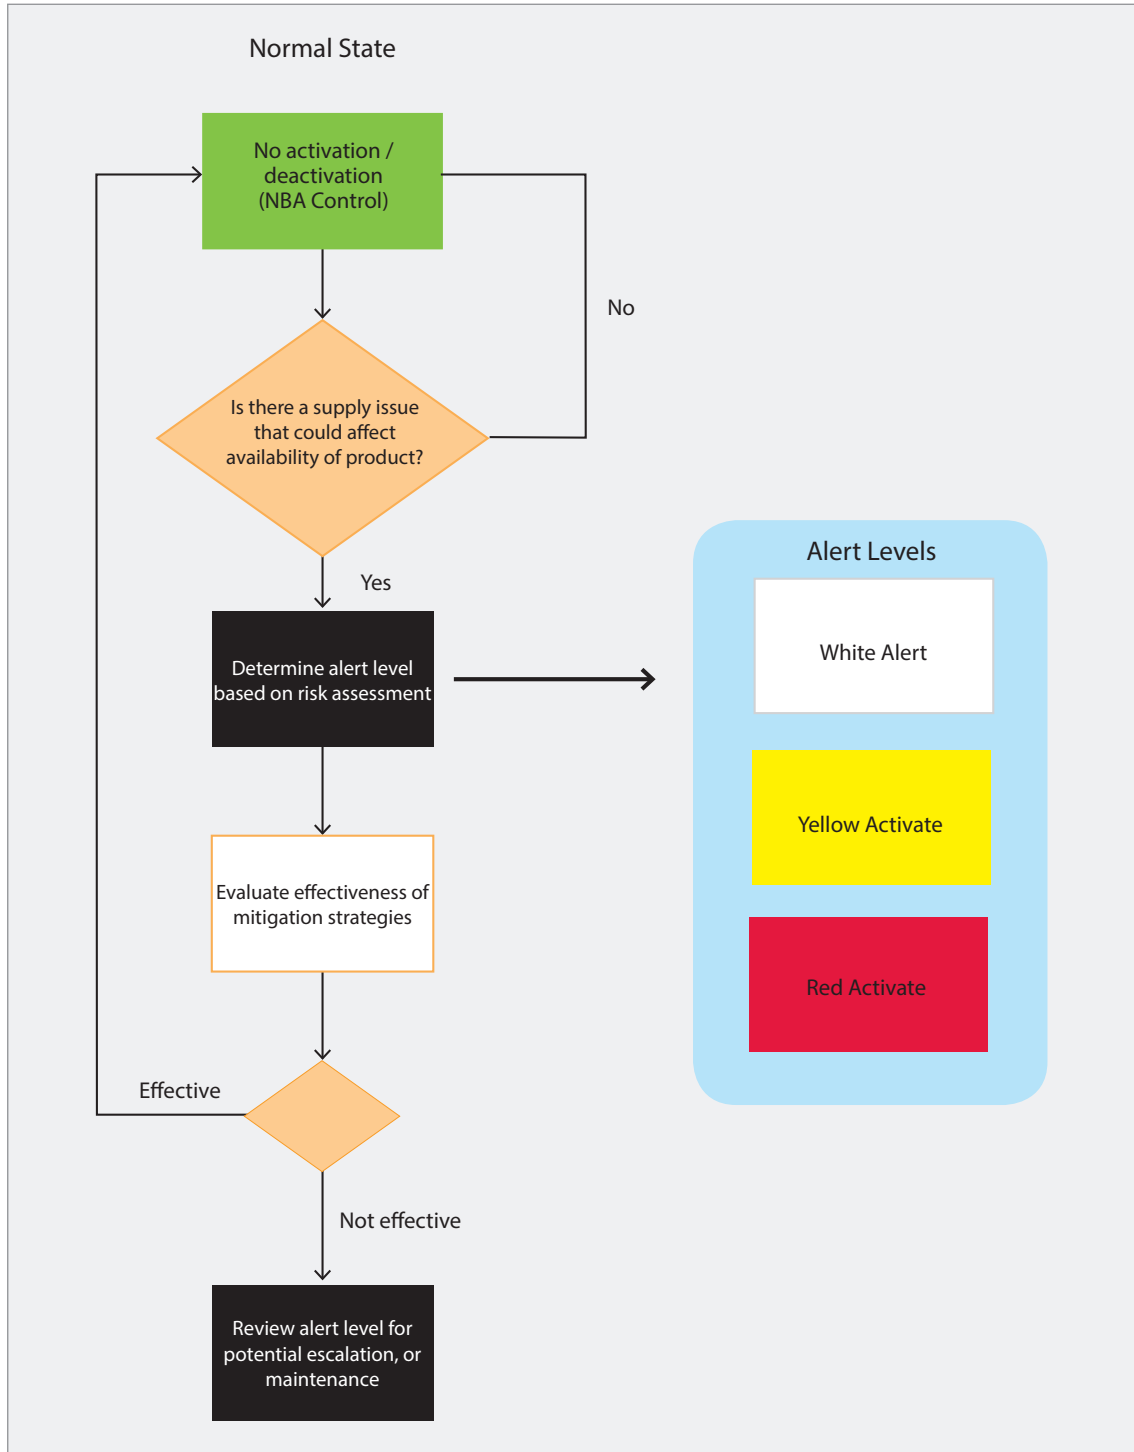 Normal State
No activation /
deactivation
(NBA Control)
No
Is there a supply issue
that could affect
availability of product?
Yes
Determine alert level
based on risk assessment
Evaluate effectiveness of
mitigation strategies
Effective
Not effective
Review alert level for
potential escalation, or
maintenance
Alert Levels
White Alert
Yellow Activate
Red Activate